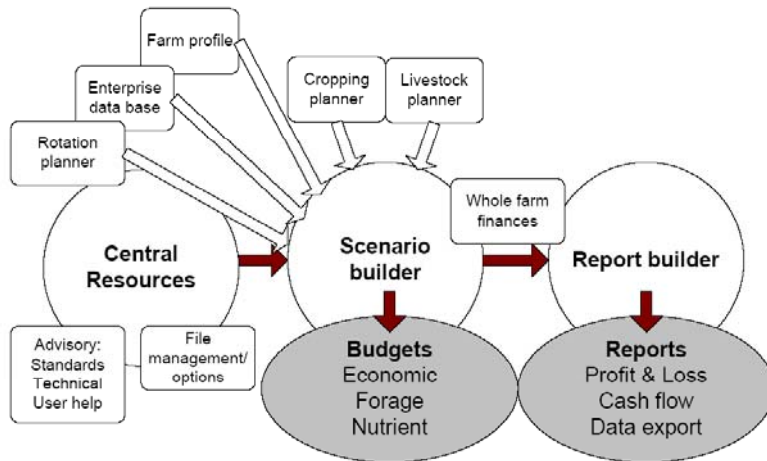 Farm profile
Enterprise
data base
Rotation
planner
Cropping
planner
Livestock
planner
Central
Resources
Scenario
builder
Whole farm
finances
Report builder
Advisory:
Standards
Technical
User help
File
management/
options
Budgets
Economic
Forage
Nutrient
Reports
Profit & Loss
Cash flow
Data export